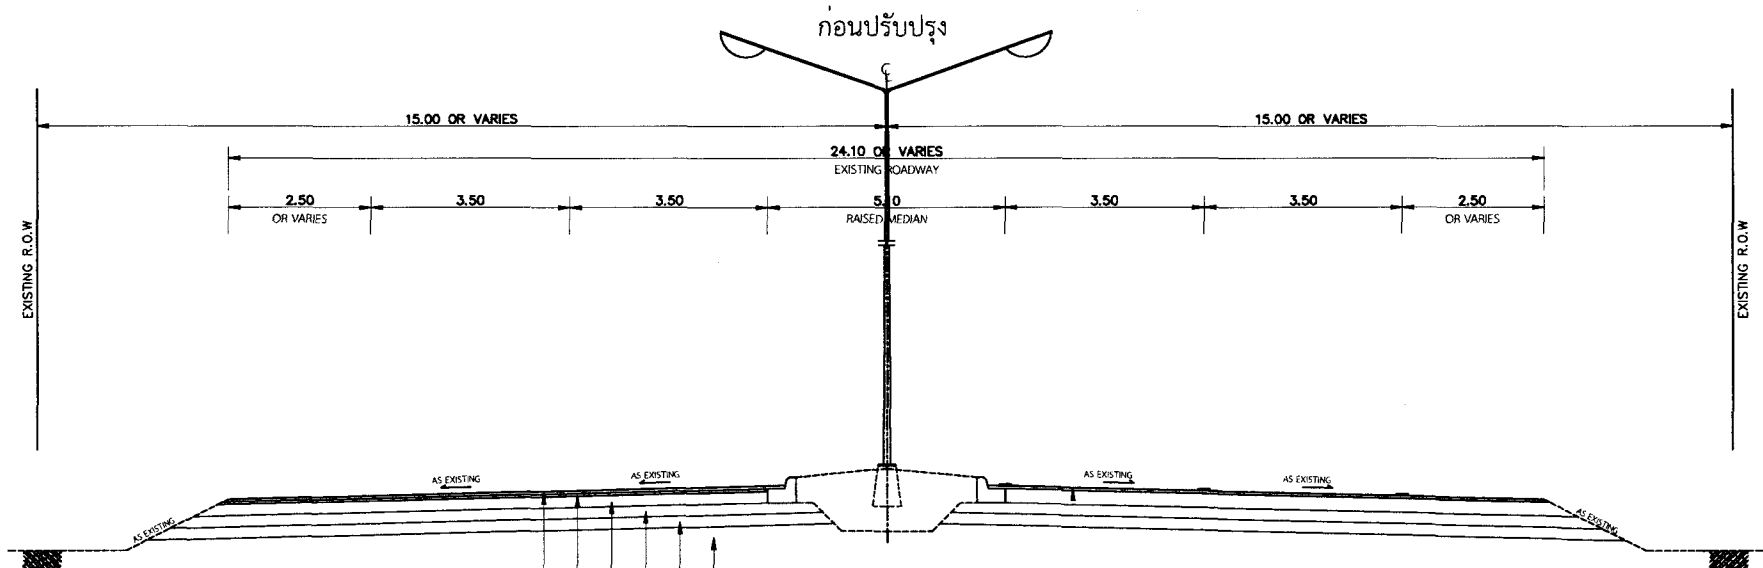 ก่อนปรับปรุง
℄
15.00 OR VARIES
15.00 OR VARIES
24.10 OR VARIES
EXISTING ROADWAY
2.50
3.50
3.50
3.50
3.50
2.50
OR VARIES
RAISED MEDIAN
OR VARIES
EXISTING R.O.W
EXISTING R.O.W
AS EXISTING
AS EXISTING
AS EXISTING
AS EXISTING
AS EXISTING
AS EXISTING